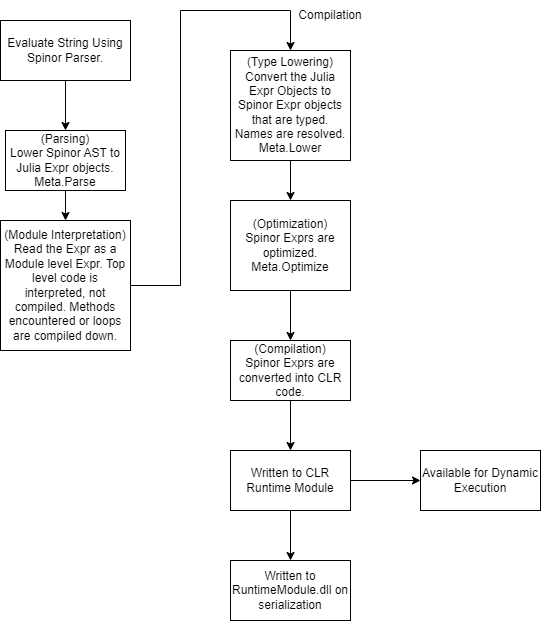 Evaluate String Using
Spinor Parser.
(Parsing)
Lower Spinor AST to
Julia Expr objects.
Meta.Parse
(Module Interpretation)
Read the Expr as a
Module level Expr. Top
level code is
interpreted, not
compiled. Methods
encountered or loops
are compiled down.
Compilation
(Type Lowering)
Convert the Julia
Expr Objects to
Spinor Expr objects
that are typed.
Names are resolved.
Meta.Lower
(Optimization)
Spinor Exprs are
optimized.
Meta.Optimize
(Compilation)
Spinor Exprs are
converted into CLR
code.
Written to CLR
Runtime Module
Available for Dynamic
Execution
Written to
RuntimeModule.dll on
serialization